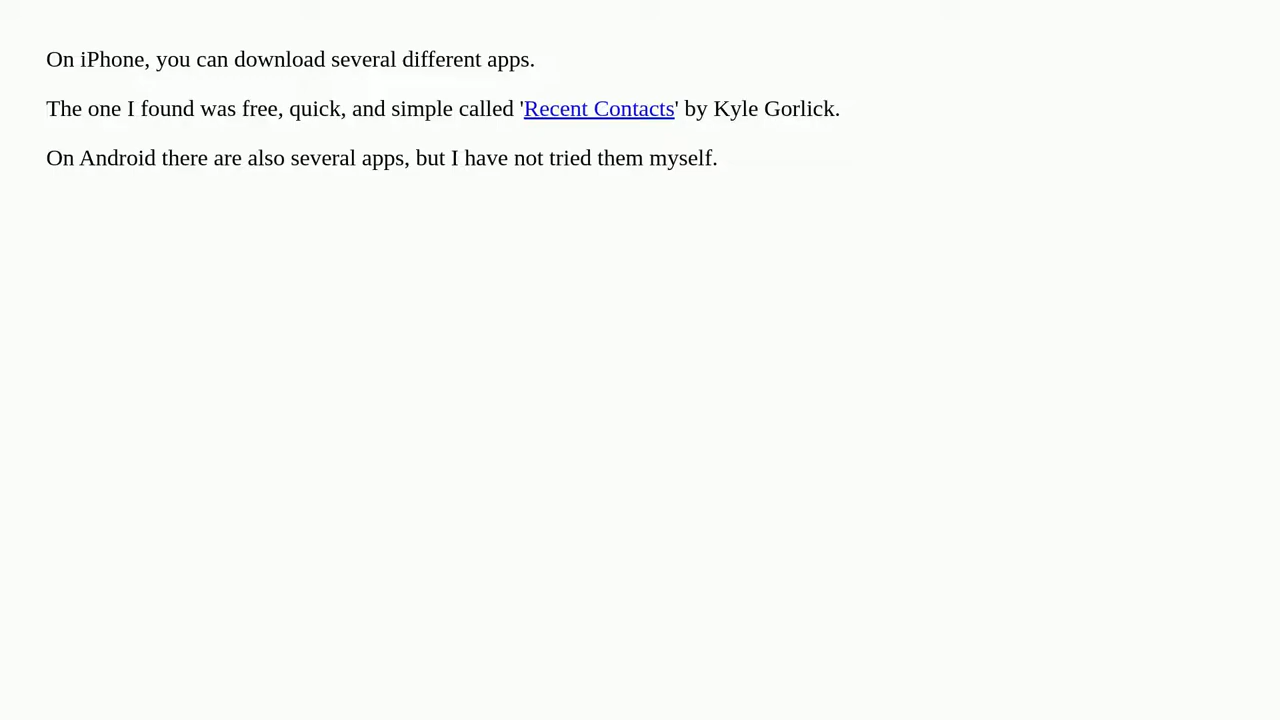 On iPhone, you can download several different apps.
The one I found was free, quick, and simple called 'Recent Contacts' by Kyle Gorlick.
On Android there are also several apps, but I have not tried them myself.